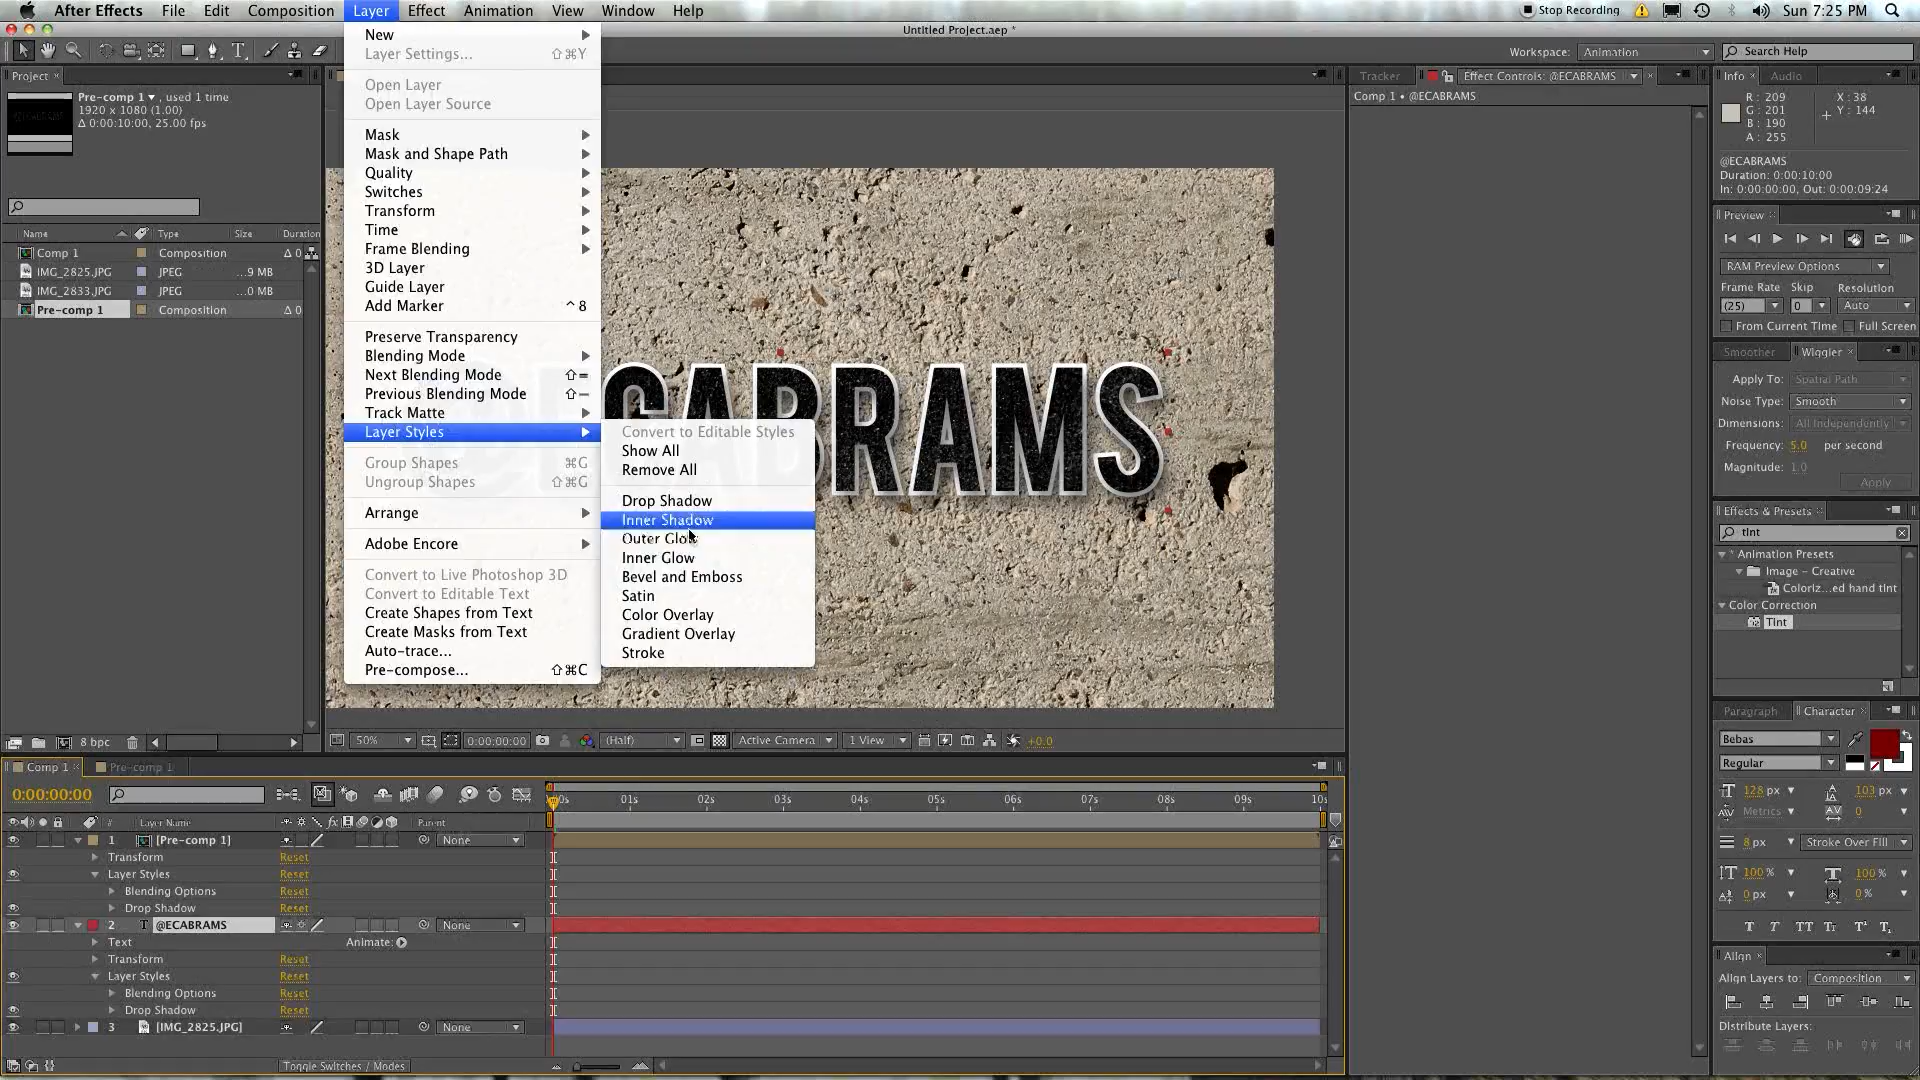 After Effects File Edit Composition Layer Effect Animation View Window Help
Stop Recording Sun 7:25 PM
Untitled Project.aep *
Workspace: Animation Search Help
Project
Pre-comp 1 , used 1 time
1920 x 1080 (1.00)
Δ 0:00:10:00, 25.00 fps
Name Type Size Duration
Comp 1 Composition Δ 0
IMG_2825.JPG JPEG ...9 MB
IMG_2833.JPG JPEG ...0 MB
Pre-comp 1 Composition Δ 0
8 bpc
New
Layer Settings... ⇧⌘Y
Open Layer
Open Layer Source
Mask
Mask and Shape Path
Quality
Switches
Transform
Time
Frame Blending
3D Layer
Guide Layer
Add Marker ^8
Preserve Transparency
Blending Mode
Next Blending Mode ⇧=
Previous Blending Mode ⇧−
Track Matte
Layer Styles
Group Shapes ⌘G
Ungroup Shapes ⇧⌘G
Arrange
Adobe Encore
Convert to Live Photoshop 3D
Convert to Editable Text
Create Shapes from Text
Create Masks from Text
Auto-trace...
Pre-compose... ⇧⌘C
Convert to Editable Styles
Show All
Remove All
Drop Shadow
Inner Shadow
Outer Glow
Inner Glow
Bevel and Emboss
Satin
Color Overlay
Gradient Overlay
Stroke
CABRAMS
50% 0:00:00:00 (Half) Active Camera 1 View +0.0
Tracker Effect Controls: @ECABRAMS
Comp 1 • @ECABRAMS
Info Audio
R : 209 X : 38
G : 201 Y : 144
B : 190
A : 255
@ECABRAMS
Duration: 0:00:10:00
In: 0:00:00:00, Out: 0:00:09:24
Preview
RAM Preview Options
Frame Rate Skip Resolution
(25) 0 Auto
From Current Time Full Screen
Smoother Wiggler
Apply To: Spatial Path
Noise Type: Smooth
Dimensions: All Independently
Frequency: 5.0 per second
Magnitude: 1.0
Apply
Effects & Presets
tint
* Animation Presets
Image - Creative
Coloriz...ed hand tint
Color Correction
Tint
Paragraph Character
Bebas
Regular
128 px 103 px
Metrics 0
8 px Stroke Over Fill
100 % 100 %
0 px 0 %
T T TT Tт T¹ T₁
Align
Align Layers to: Composition
Distribute Layers:
Comp 1 Pre-comp 1
0:00:00:00
00s 01s 02s 03s 04s 05s 06s 07s 08s 09s 10s
# Layer Name fx Parent
1 [Pre-comp 1] None
Transform Reset
Layer Styles Reset
Blending Options Reset
Drop Shadow Reset
2 T @ECABRAMS None
Text Animate:
Transform Reset
Layer Styles Reset
Blending Options Reset
Drop Shadow Reset
3 [IMG_2825.JPG] None
Toggle Switches / Modes